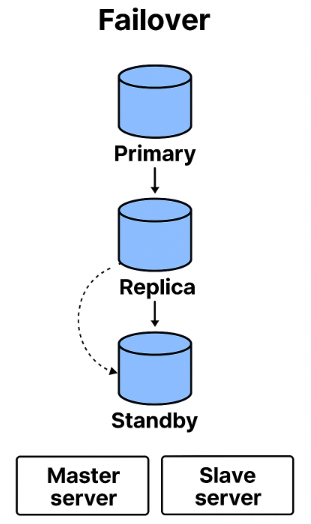 Failover
Primary
Replica
Standby
Master
server
Slave
server